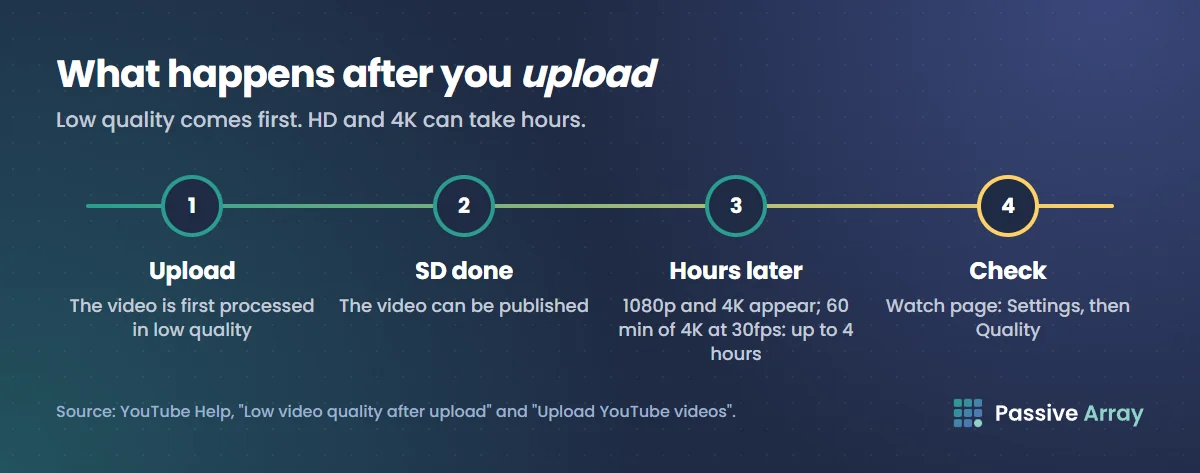 What happens after you upload
Low quality comes first. HD and 4K can take hours.
1
2
3
4
Upload
The video is first processed
in low quality
SD done
The video can be published
Hours later
1080p and 4K appear; 60
min of 4K at 30fps: up to 4
hours
Check
Watch page: Settings, then
Quality
Source: YouTube Help, "Low video quality after upload" and "Upload YouTube videos".
Passive Array